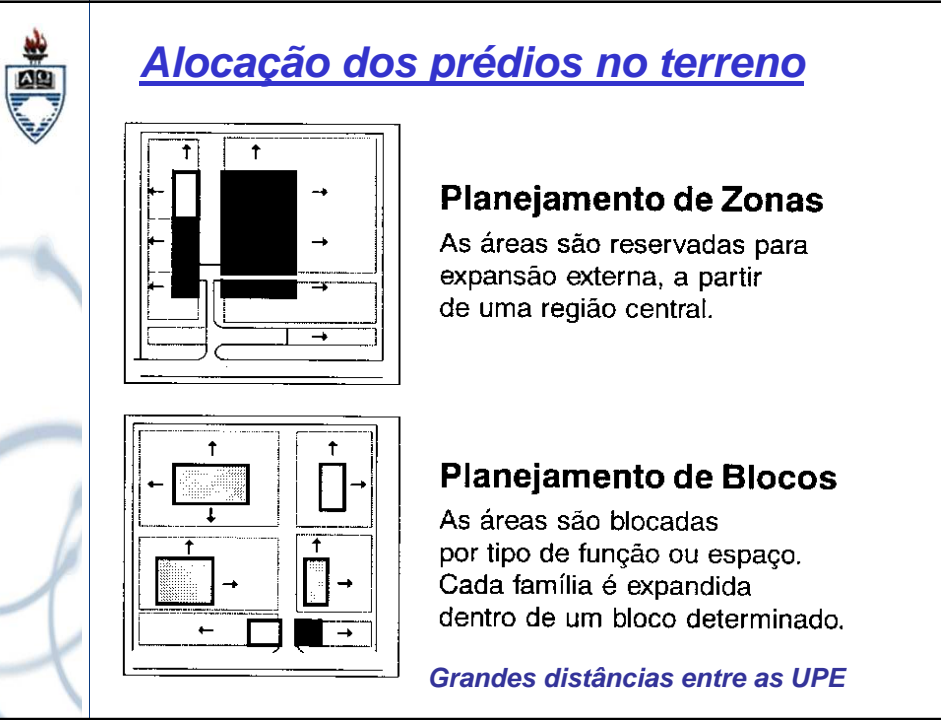 Alocação dos prédios no terreno
ΑΩ
Planejamento de Zonas
As áreas são reservadas para
expansão externa, a partir
de uma região central.
Planejamento de Blocos
As áreas são blocadas
por tipo de função ou espaço.
Cada família é expandida
dentro de um bloco determinado.
Grandes distâncias entre as UPE